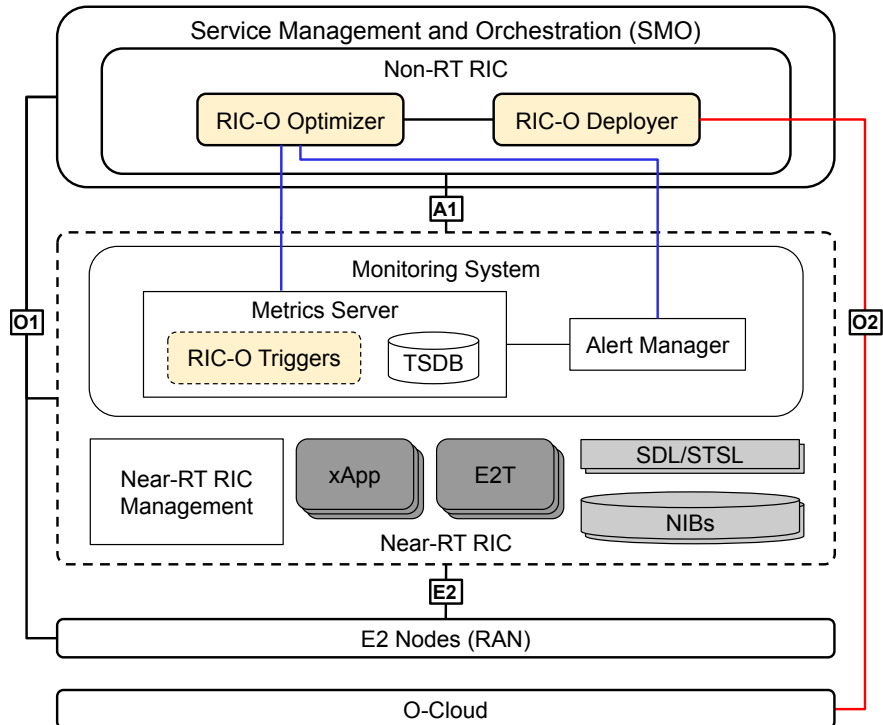 Service Management and Orchestration (SMO)
Non-RT RIC
RIC-O Optimizer
RIC-O Deployer
A1
Monitoring System
Metrics Server
O1
O2
RIC-O Triggers
TSDB
Alert Manager
Near-RT RIC
Management
xApp
E2T
SDL/STSL
NIBs
Near-RT RIC
E2
E2 Nodes (RAN)
O-Cloud